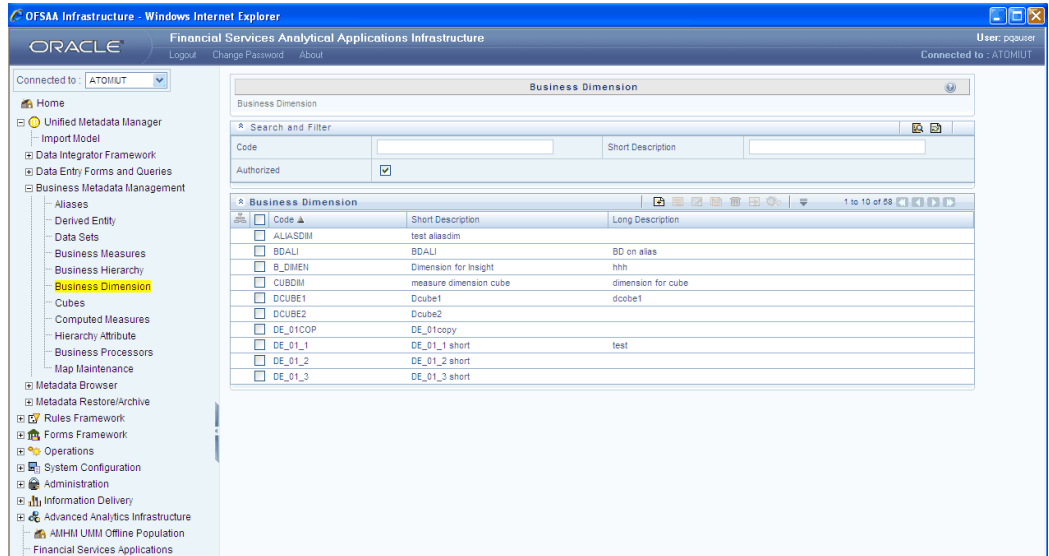 OFSAA Infrastructure - Windows Internet Explorer
ORACLE
Financial Services Analytical Applications Infrastructure
User: pqauser
Logout Change Password About
Connected to : ATOMIUT
Connected to : ATOMIUT
Home
Unified Metadata Manager
Import Model
Data Integrator Framework
Data Entry Forms and Queries
Business Metadata Management
Aliases
Derived Entity
Data Sets
Business Measures
Business Hierarchy
Business Dimension
Cubes
Computed Measures
Hierarchy Attribute
Business Processors
Map Maintenance
Metadata Browser
Metadata Restore/Archive
Rules Framework
Forms Framework
Operations
System Configuration
Administration
Information Delivery
Advanced Analytics Infrastructure
AMHM UMM Offline Population
Financial Services Applications
Business Dimension
Business Dimension
Search and Filter
Code Short Description
Authorized
Business Dimension 1 to 10 of 58
Code Short Description Long Description
ALIASDIM test aliasdim
BDALI BDALI BD on alias
B_DIMEN Dimension for Insight hhh
CUBDIM measure dimension cube dimension for cube
DCUBE1 Dcube1 dcobe1
DCUBE2 Dcube2
DE_01COP DE_01copy
DE_01_1 DE_01_1 short test
DE_01_2 DE_01_2 short
DE_01_3 DE_01_3 short